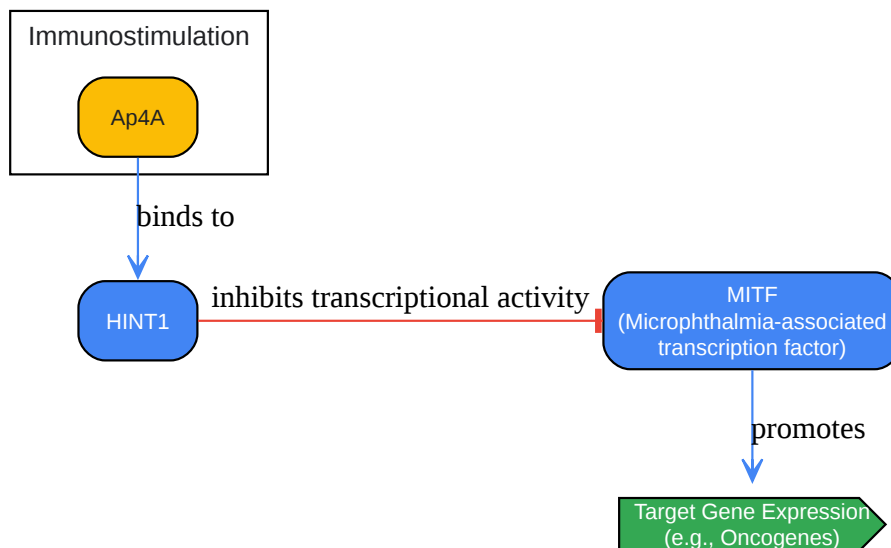 Immunostimulation
Ap4A
binds to
HINT1
inhibits transcriptional activity
MITF
(Microphthalmia-associated
transcription factor)
promotes
Target Gene Expression
(e.g., Oncogenes)